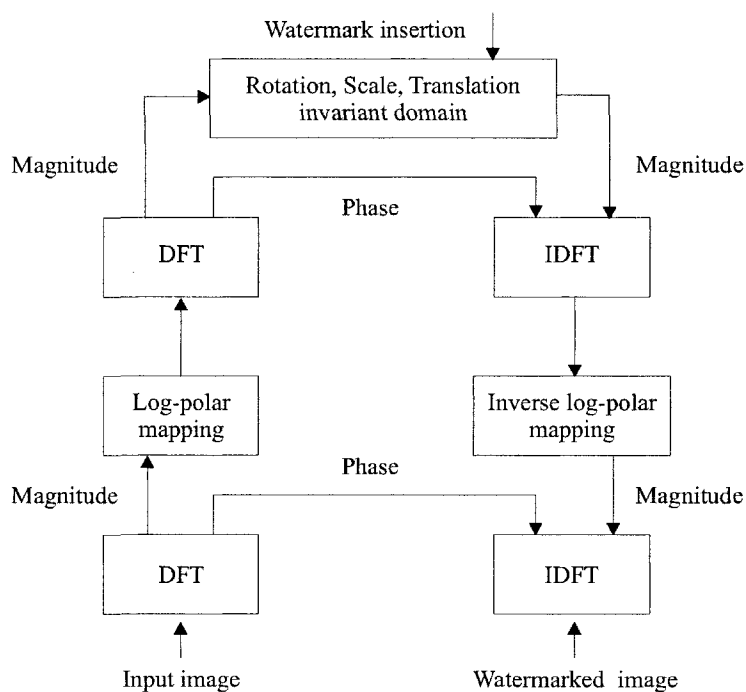 Watermark insertion
Rotation, Scale, Translation
invariant domain
Magnitude
Magnitude
Phase
DFT
IDFT
Log-polar
mapping
Inverse log-polar
mapping
Phase
Magnitude
Magnitude
DFT
IDFT
Input image
Watermarked image